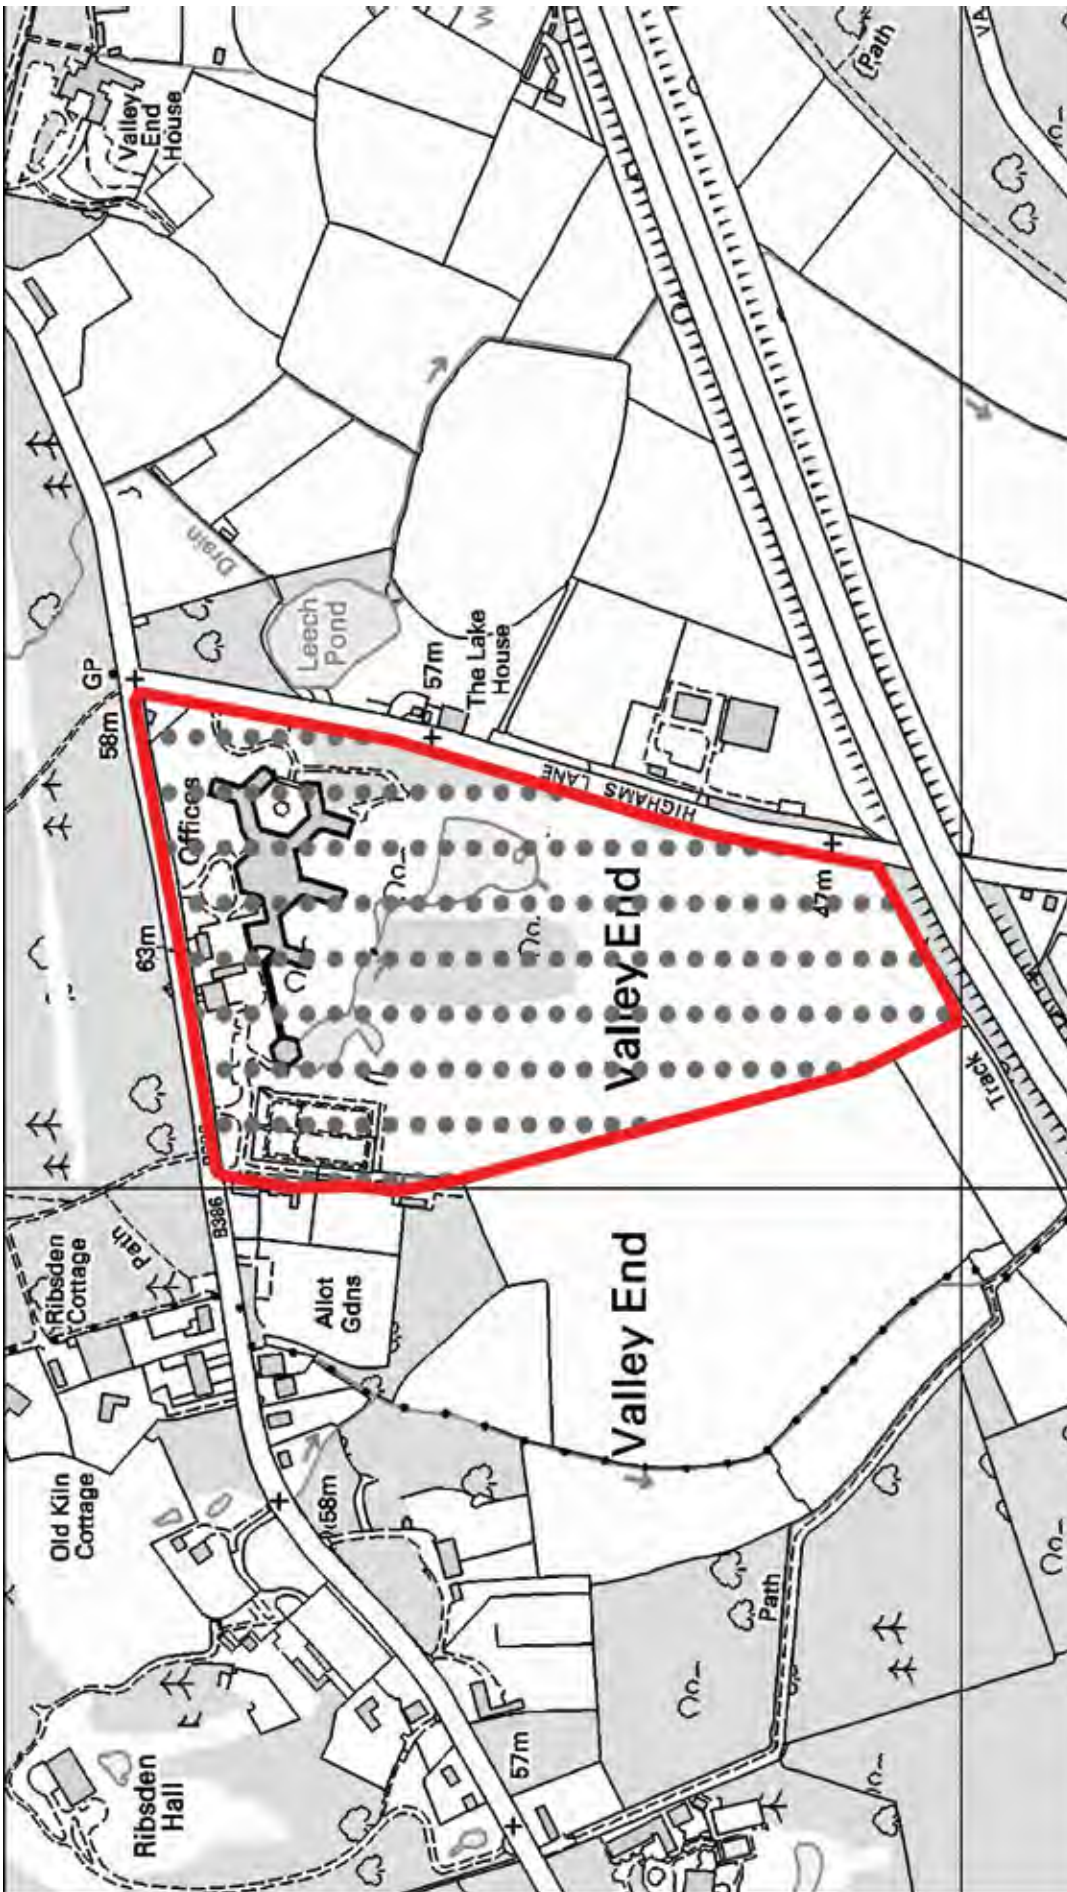 Path
Valley
End
House
Drain
Leech
Pond
GP
58m
57m
The Lake
House
HIGHAMS
LANE
Offices
63m
47m
Valley End
Track
B386
Path
Ribsden
Cottage
Allot
Gdns
Valley End
Old Kiln
Cottage
58m
Path
57m
Ribsden
Hall